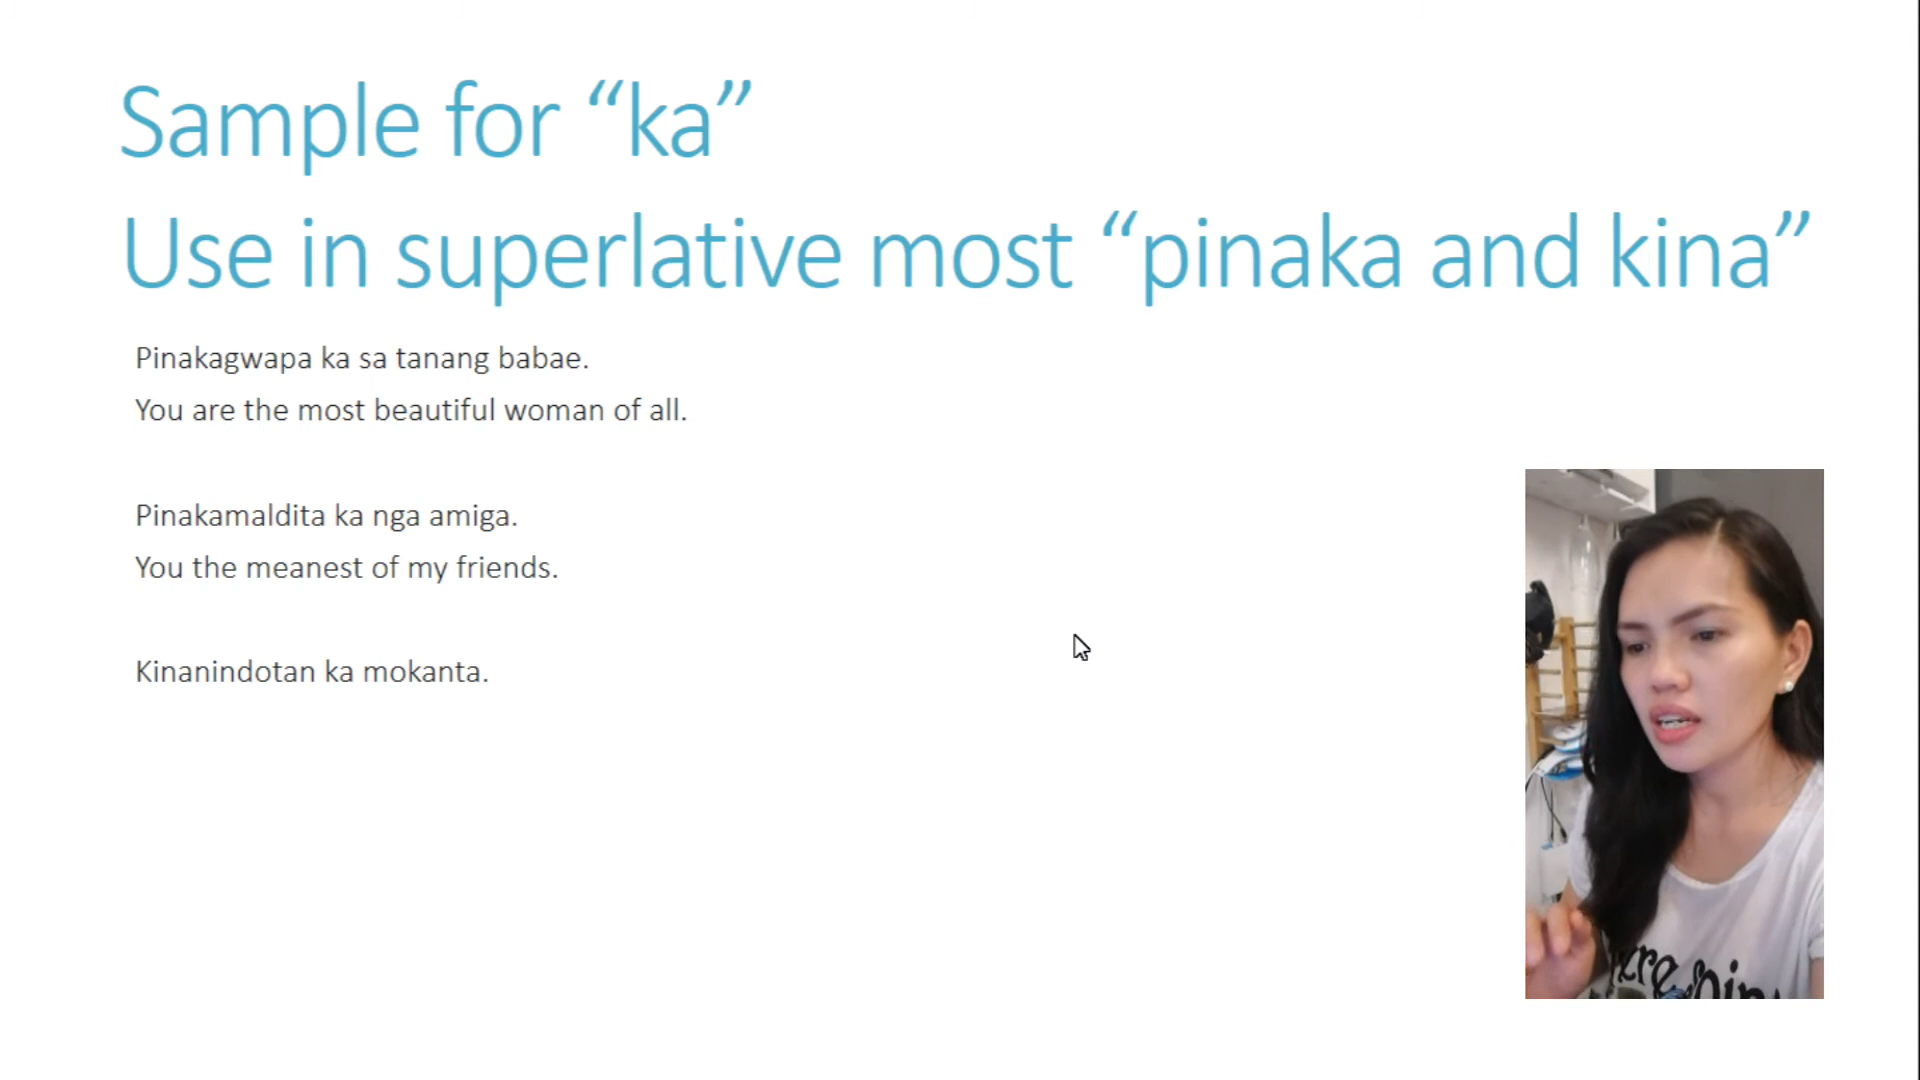 Sample for “ka”
Use in superlative most “pinaka and kina”
Pinakagwapa ka sa tanang babae.
You are the most beautiful woman of all.
Pinakamaldita ka nga amiga.
You the meanest of my friends.
Kinanindotan ka mokanta.